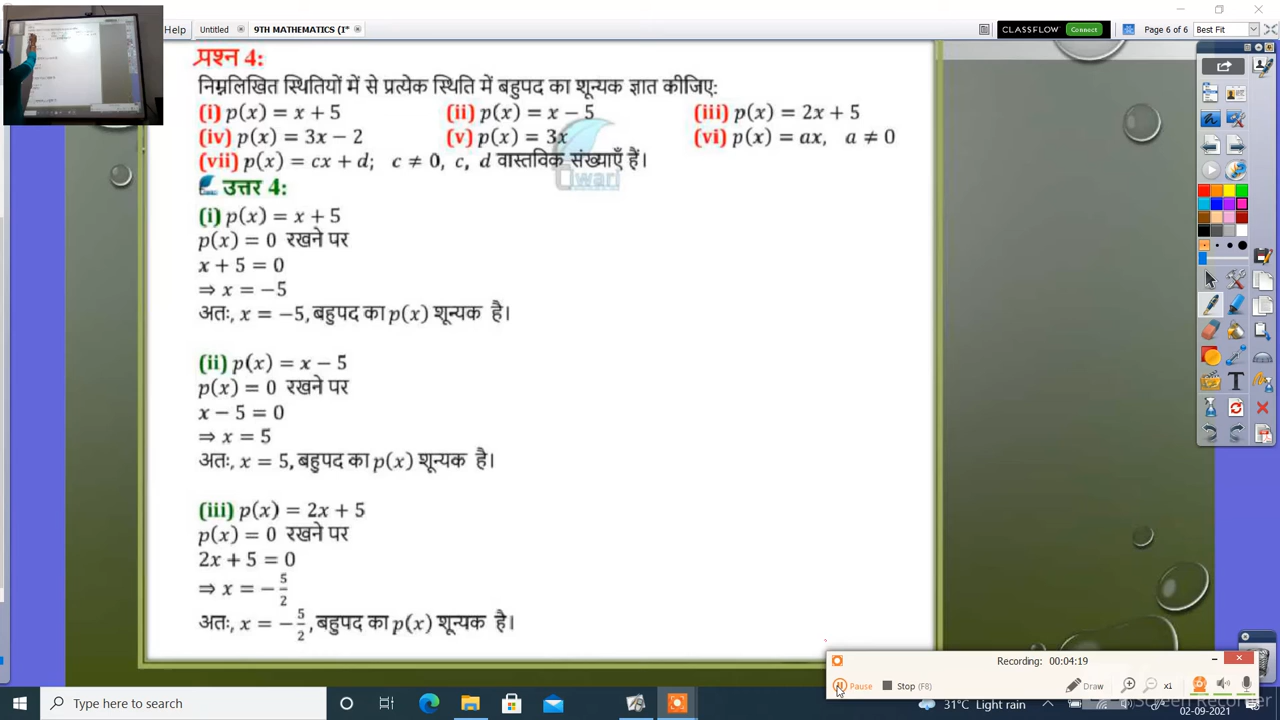 Help
Untitled
9TH MATHEMATICS (I*
CLASSFLOW
Connect
Page 6 of 6
Best Fit
प्रश्न 4:
निम्नलिखित स्थितियों में से प्रत्येक स्थिति में बहुपद का शून्यक ज्ञात कीजिए:
(i) p(x) = x + 5 (ii) p(x) = x − 5 (iii) p(x) = 2x + 5
(iv) p(x) = 3x − 2 (v) p(x) = 3x (vi) p(x) = ax, a ≠ 0
(vii) p(x) = cx + d; c ≠ 0, c, d वास्तविक संख्याएँ हैं।
उत्तर 4:
(i) p(x) = x + 5
p(x) = 0 रखने पर
x + 5 = 0
⇒ x = −5
अतः, x = −5, बहुपद का p(x) शून्यक है।
(ii) p(x) = x − 5
p(x) = 0 रखने पर
x − 5 = 0
⇒ x = 5
अतः, x = 5, बहुपद का p(x) शून्यक है।
(iii) p(x) = 2x + 5
p(x) = 0 रखने पर
2x + 5 = 0
⇒ x = −5/2
अतः, x = −5/2, बहुपद का p(x) शून्यक है।
Recording: 00:04:19
Pause
Stop (F8)
x1
Draw
Type here to search
31°C Light rain
02-09-2021